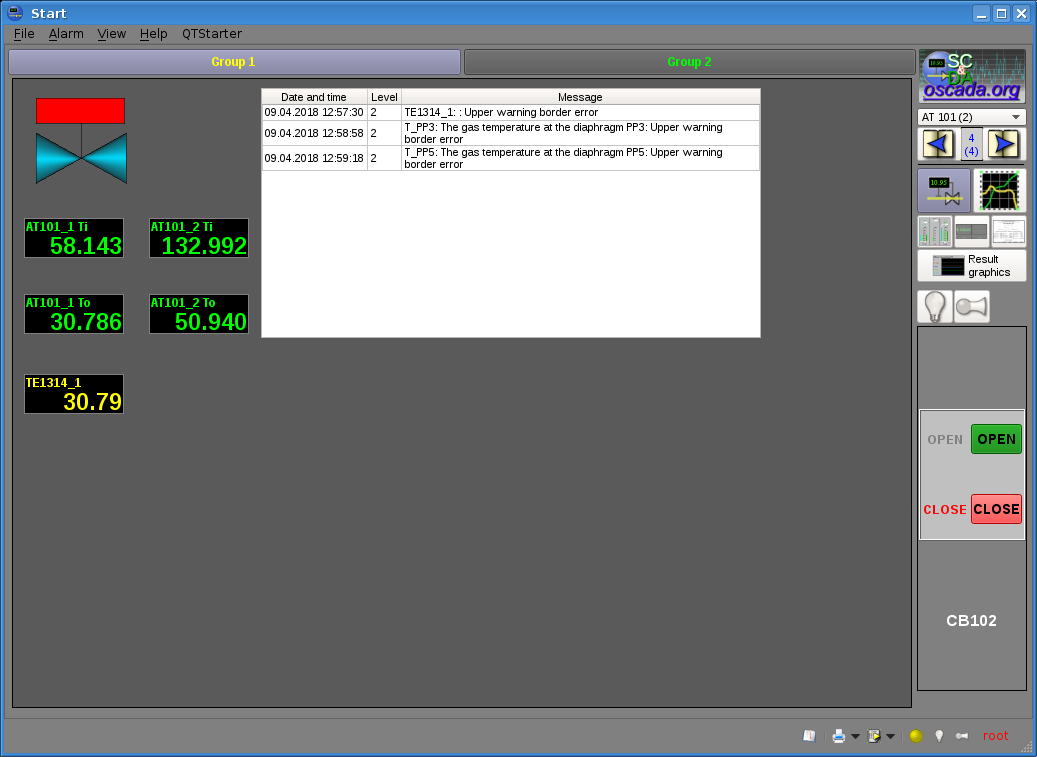 Start
File Alarm View Help QTStarter
Group 1
Group 2
SC
&
DA
oscada.org
Date and time Level Message
09.04.2018 12:57:30 2 TE1314_1: : Upper warning border error
09.04.2018 12:58:58 2 T_PP3: The gas temperature at the diaphragm PP3: Upper warning
border error
09.04.2018 12:59:18 2 T_PP5: The gas temperature at the diaphragm PP5: Upper warning
border error
AT101_1 Ti
58.143
AT101_2 Ti
132.992
AT101_1 To
30.786
AT101_2 To
50.940
TE1314_1
30.79
AT 101 (2)
4
(4)
10.95
Result
graphics
OPEN OPEN
CLOSE CLOSE
CB102
root